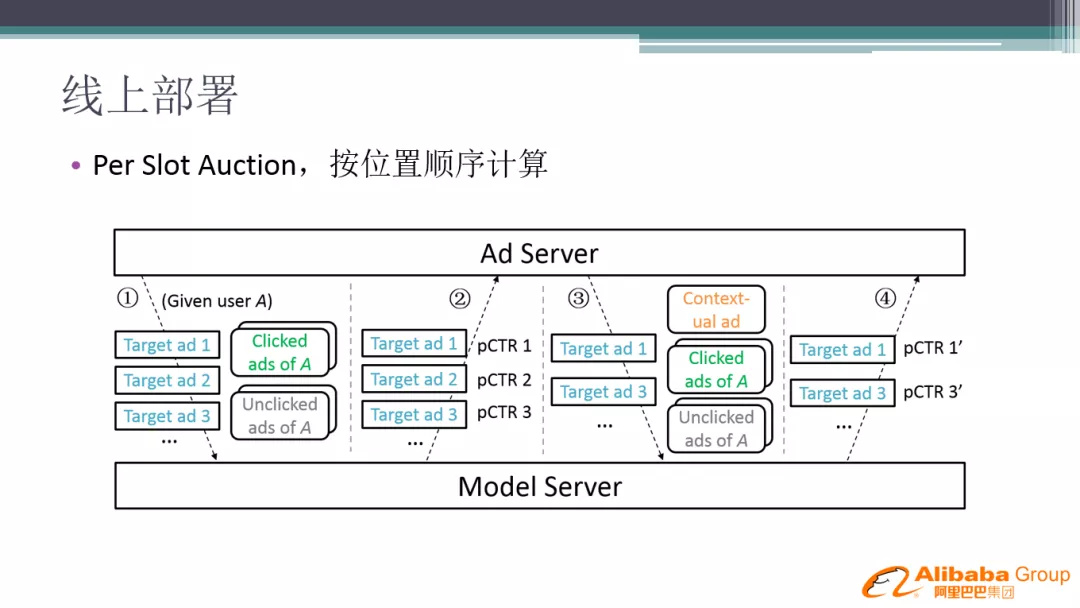 线上部署
• Per Slot Auction，按位置顺序计算
Ad Server
① (Given user A)
Target ad 1
Target ad 2
Target ad 3
...
Clicked
ads of A
Unclicked
ads of A
②
Target ad 1 pCTR 1
Target ad 2 pCTR 2
Target ad 3 pCTR 3
...
③
Target ad 1
Target ad 3
...
Context-
ual ad
Clicked
ads of A
Unclicked
ads of A
④
Target ad 1 pCTR 1’
Target ad 3 pCTR 3’
...
Model Server
Alibaba Group
阿里巴巴集团